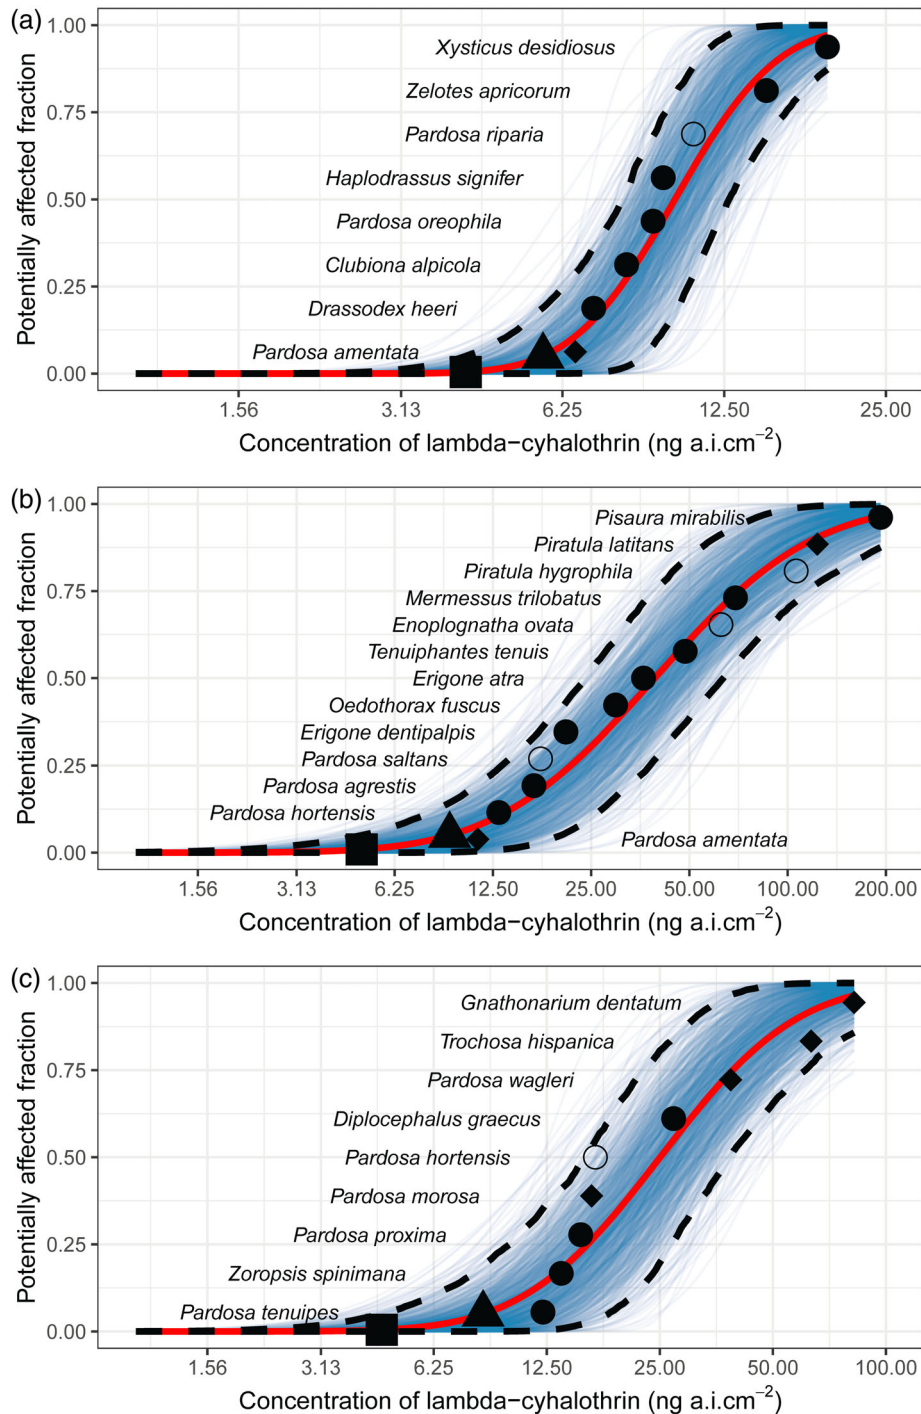 (a)
1.00
Xysticus desidiosus
Zelotes apricorum
0.75
Pardosa riparia
Haplodrassus signifer
0.50
Pardosa oreophila
Clubiona alpicola
0.25
Drassodex heeri
Pardosa amentata
0.00
Potentially affected fraction
1.56 3.13 6.25 12.50 25.00
Concentration of lambda−cyhalothrin (ng a.i.cm−2)
(b)
1.00
Pisaura mirabilis
Piratula latitans
Piratula hygrophila
0.75
Mermessus trilobatus
Enoplognatha ovata
Tenuiphantes tenuis
0.50
Erigone atra
Oedothorax fuscus
Erigone dentipalpis
0.25
Pardosa saltans
Pardosa agrestis
Pardosa hortensis
Pardosa amentata
0.00
Potentially affected fraction
1.56 3.13 6.25 12.50 25.00 50.00 100.00 200.00
Concentration of lambda−cyhalothrin (ng a.i.cm−2)
(c)
1.00
Gnathonarium dentatum
Trochosa hispanica
0.75
Pardosa wagleri
Diplocephalus graecus
0.50
Pardosa hortensis
Pardosa morosa
Pardosa proxima
0.25
Zoropsis spinimana
Pardosa tenuipes
0.00
Potentially affected fraction
1.56 3.13 6.25 12.50 25.00 50.00 100.00
Concentration of lambda−cyhalothrin (ng a.i.cm−2)